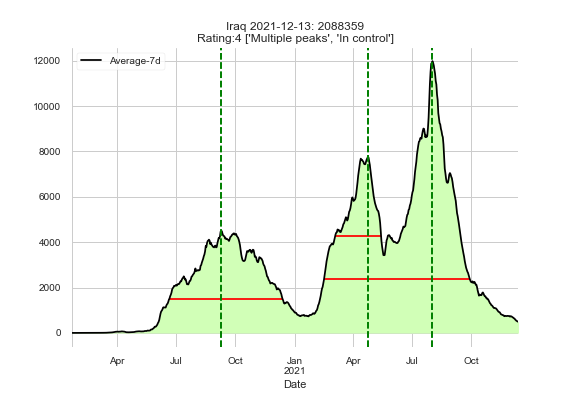 Iraq 2021-12-13: 2088359
Rating:4 ['Multiple peaks', 'In control']
Average-7d
12000
10000
8000
6000
4000
2000
0
Apr Jul Oct Jan Apr Jul Oct
2021
Date